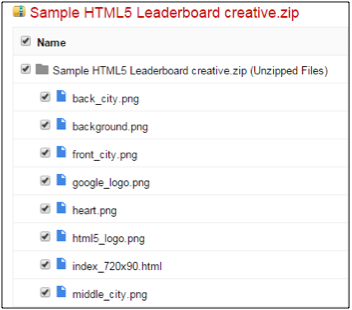 Sample HTML5 Leaderboard creative.zip
Name
Sample HTML5 Leaderboard creative.zip (Unzipped Files)
back_city.png
background.png
front_city.png
google_logo.png
heart.png
html5_logo.png
index_720x90.html
middle_city.png